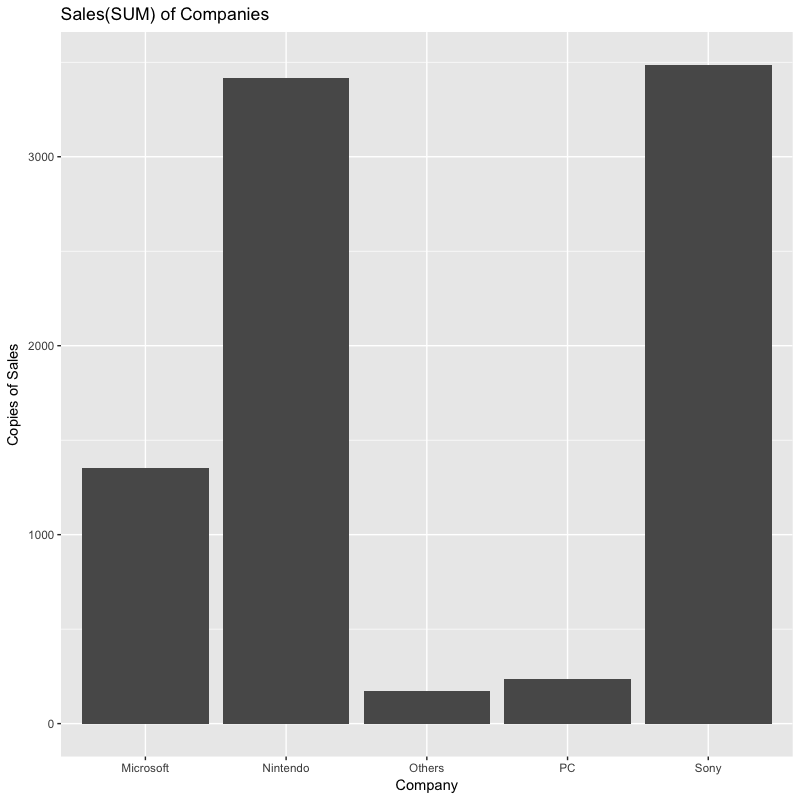 Sales(SUM) of Companies
Copies of Sales
3000
2000
1000
0
Microsoft Nintendo Others PC Sony
Company